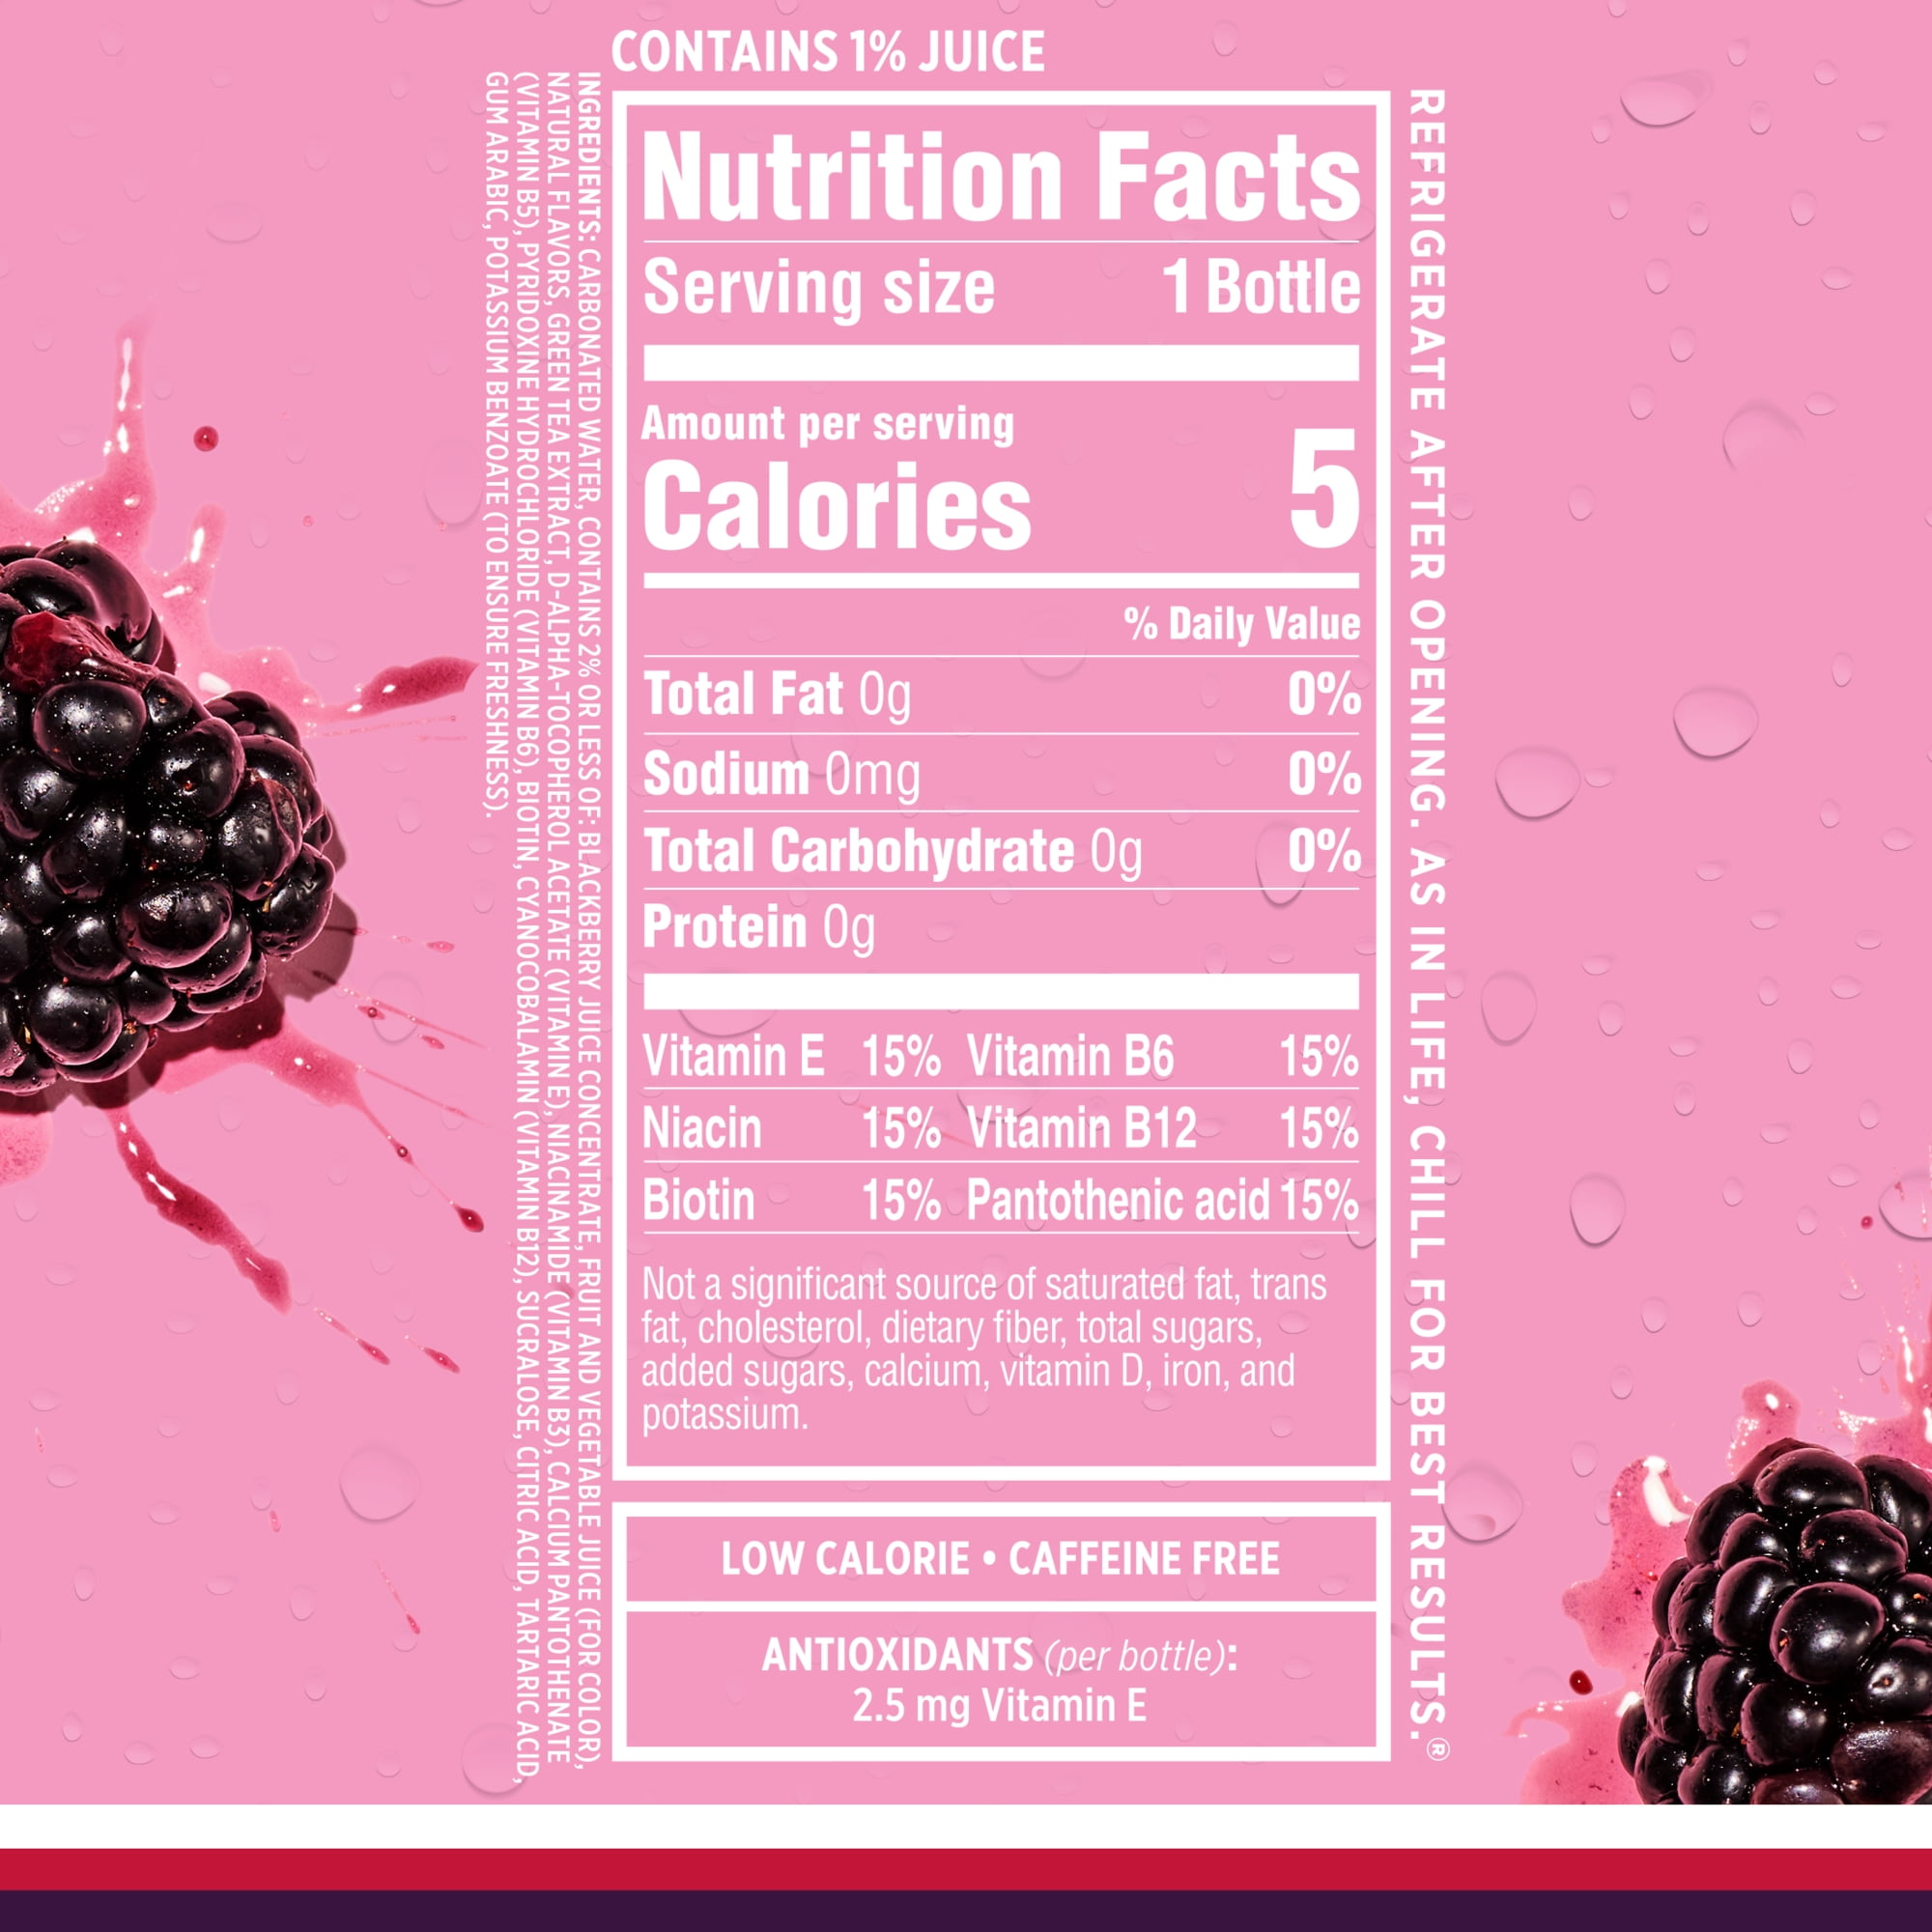 CONTAINS 1% JUICE
INGREDIENTS: CARBONATED WATER, CONTAINS 2% OR LESS OF: BLACKBERRY JUICE CONCENTRATE, FRUIT AND VEGETABLE JUICE (FOR COLOR),
NATURAL FLAVORS, GREEN TEA EXTRACT, D-ALPHA-TOCOPHEROL ACETATE (VITAMIN E), NIACINAMIDE (VITAMIN B3), CALCIUM PANTOTHENATE
(VITAMIN B5), PYRIDOXINE HYDROCHLORIDE (VITAMIN B6), BIOTIN, CYANOCOBALAMIN (VITAMIN B12), SUCRALOSE, CITRIC ACID, TARTARIC ACID,
GUM ARABIC, POTASSIUM BENZOATE (TO ENSURE FRESHNESS).
Nutrition Facts
Serving size 1 Bottle
Amount per serving
Calories 5
% Daily Value
Total Fat 0g 0%
Sodium 0mg 0%
Total Carbohydrate 0g 0%
Protein 0g
Vitamin E 15% Vitamin B6 15%
Niacin 15% Vitamin B12 15%
Biotin 15% Pantothenic acid 15%
Not a significant source of saturated fat, trans
fat, cholesterol, dietary fiber, total sugars,
added sugars, calcium, vitamin D, iron, and
potassium.
LOW CALORIE • CAFFEINE FREE
ANTIOXIDANTS (per bottle):
2.5 mg Vitamin E
REFRIGERATE AFTER OPENING. AS IN LIFE, CHILL FOR BEST RESULTS.®